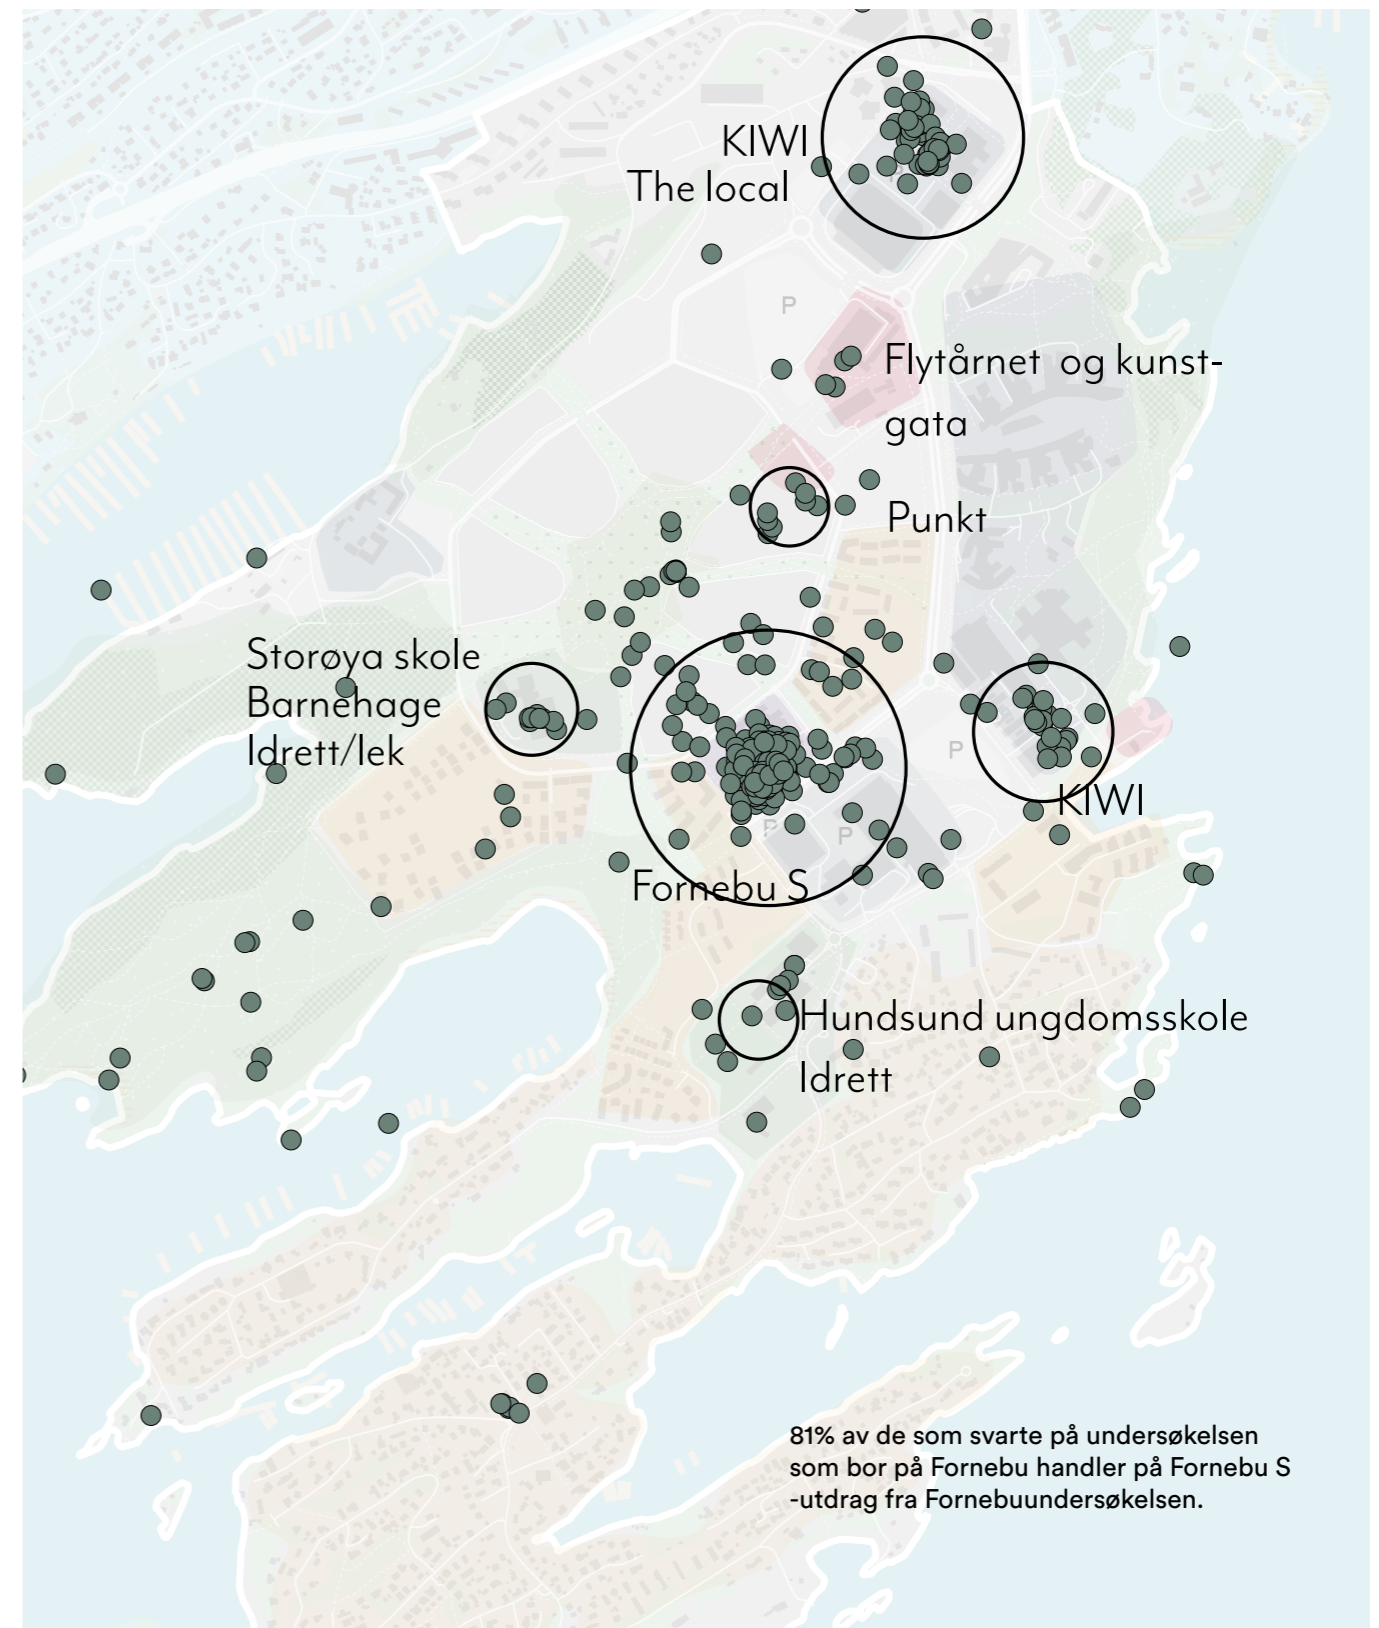 KIWI
The local
P
P
Flytårnet og kunst-
gata
Punkt
Storøya skole
Barnehage
Idrett/lek
P
KIWI
P
P
Fornebu S
Hundsund ungdomsskole
Idrett
81% av de som svarte på undersøkelsen
som bor på Fornebu handler på Fornebu S
-utdrag fra Fornebuundersøkelsen.